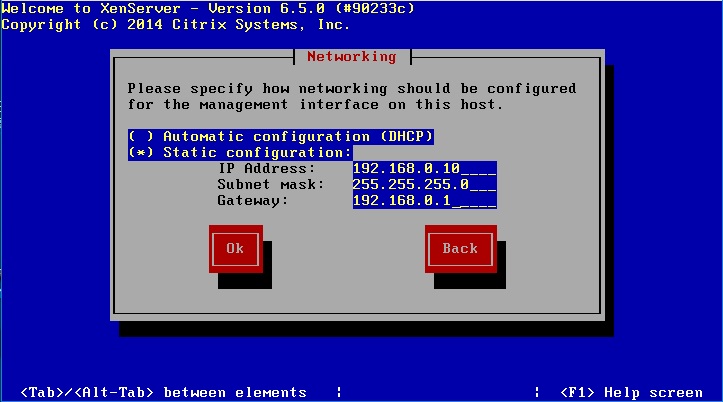 Welcome to XenServer - Version 6.5.0 (#90233c)
Copyright (c) 2014 Citrix Systems, Inc.
Networking
Please specify how networking should be configured
for the management interface on this host.
( ) Automatic configuration (DHCP)
(*) Static configuration:
IP Address: 192.168.0.10____
Subnet mask: 255.255.255.0___
Gateway: 192.168.0.1_____
Ok Back
<Tab>/<Alt-Tab> between elements ¦ ¦ <F1> Help screen